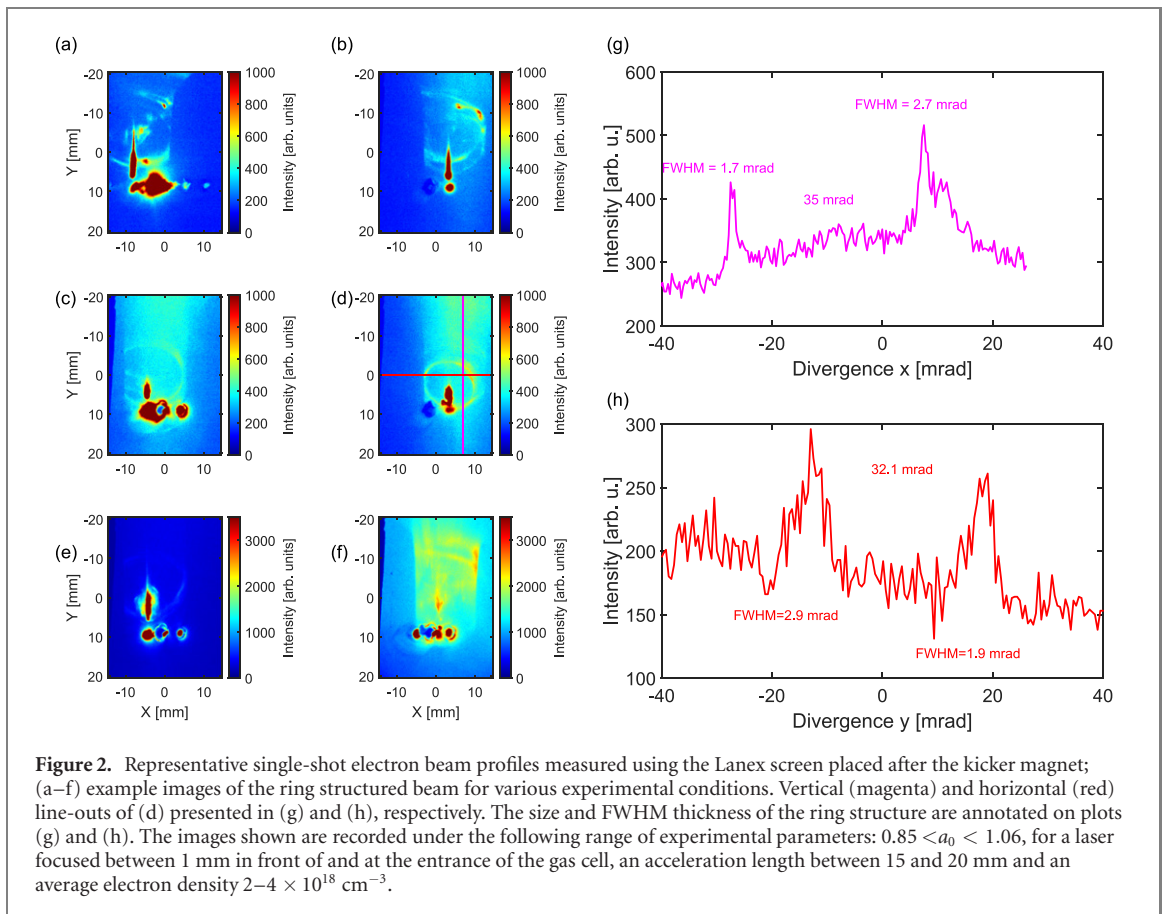 (a)
-20
-10
0
10
20
Y [mm]
-10 0 10
1000
800
600
400
200
0
Intensity [arb. units]
(b)
-20
-10
0
10
20
-10 0 10
1000
800
600
400
200
0
Intensity [arb. units]
(c)
-20
-10
0
10
20
Y [mm]
-10 0 10
1000
800
600
400
200
0
Intensity [arb. units]
(d)
-20
-10
0
10
20
-10 0 10
1000
800
600
400
200
0
Intensity [arb. units]
(e)
-20
-10
0
10
20
Y [mm]
-10 0 10
X [mm]
3000
2000
1000
0
Intensity [arb. units]
(f)
-20
-10
0
10
20
-10 0 10
X [mm]
3000
2000
1000
0
Intensity [arb. units]
(g)
600
500
400
300
200
Intensity [arb. u.]
FWHM = 2.7 mrad
FWHM = 1.7 mrad
35 mrad
-40 -20 0 20 40
Divergence x [mrad]
(h)
300
250
200
150
100
Intensity [arb. u.]
32.1 mrad
FWHM=2.9 mrad
FWHM=1.9 mrad
-40 -20 0 20 40
Divergence y [mrad]
Figure 2. Representative single-shot electron beam profiles measured using the Lanex screen placed after the kicker magnet;
(a–f) example images of the ring structured beam for various experimental conditions. Vertical (magenta) and horizontal (red)
line-outs of (d) presented in (g) and (h), respectively. The size and FWHM thickness of the ring structure are annotated on plots
(g) and (h). The images shown are recorded under the following range of experimental parameters: 0.85 <a₀ < 1.06, for a laser
focused between 1 mm in front of and at the entrance of the gas cell, an acceleration length between 15 and 20 mm and an
average electron density 2–4 × 10¹⁸ cm⁻³.